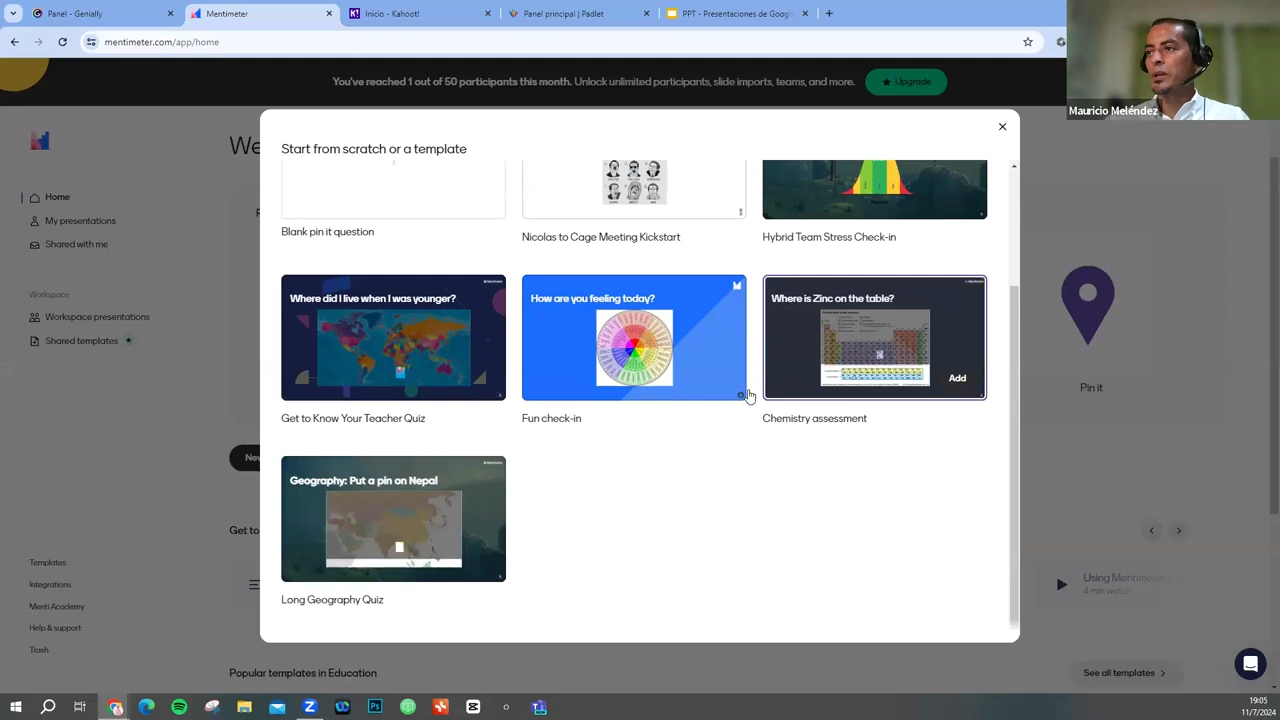 Panel - Genially
Mentimeter
Inicio - Kahoot!
Panel principal | Padlet
PPT - Presentaciones de Google
mentimeter.com/app/home
You've reached 1 out of 50 participants this month. Unlock unlimited participants, slide imports, teams, and more.
Upgrade
Mauricio Meléndez
Start from scratch or a template
Home
My presentations
Shared with me
Workspace
Workspace presentations
Shared templates
Blank pin it question
Nicolas to Cage Meeting Kickstart
Hybrid Team Stress Check-in
Where did I live when I was younger?
How are you feeling today?
Where is Zinc on the table?
Add
Get to Know Your Teacher Quiz
Fun check-in
Chemistry assessment
Pin it
Geography: Put a pin on Nepal
Long Geography Quiz
Get to
4 min watch
Templates
Integrations
Menti Academy
Help & support
Trash
Popular templates in Education
See all templates
19:05
11/7/2024